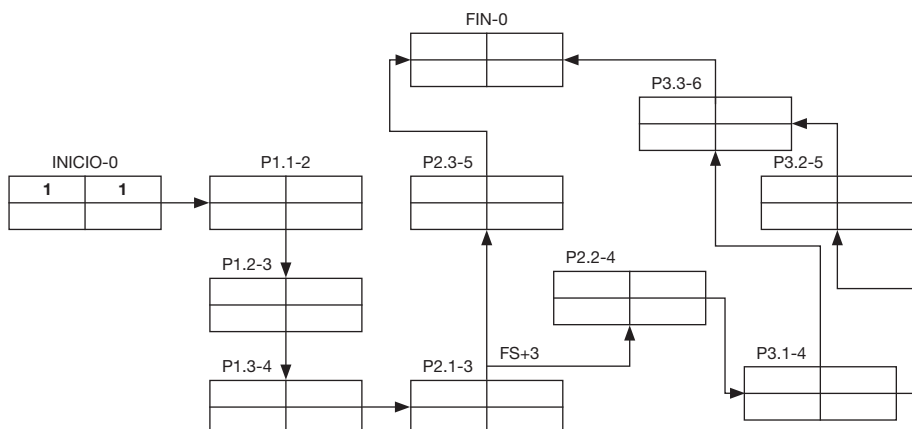 FIN-0
P3.3-6
INICIO-0
P1.1-2
P2.3-5
P3.2-5
1 1
P1.2-3
P2.2-4
FS+3
P1.3-4
P2.1-3
P3.1-4